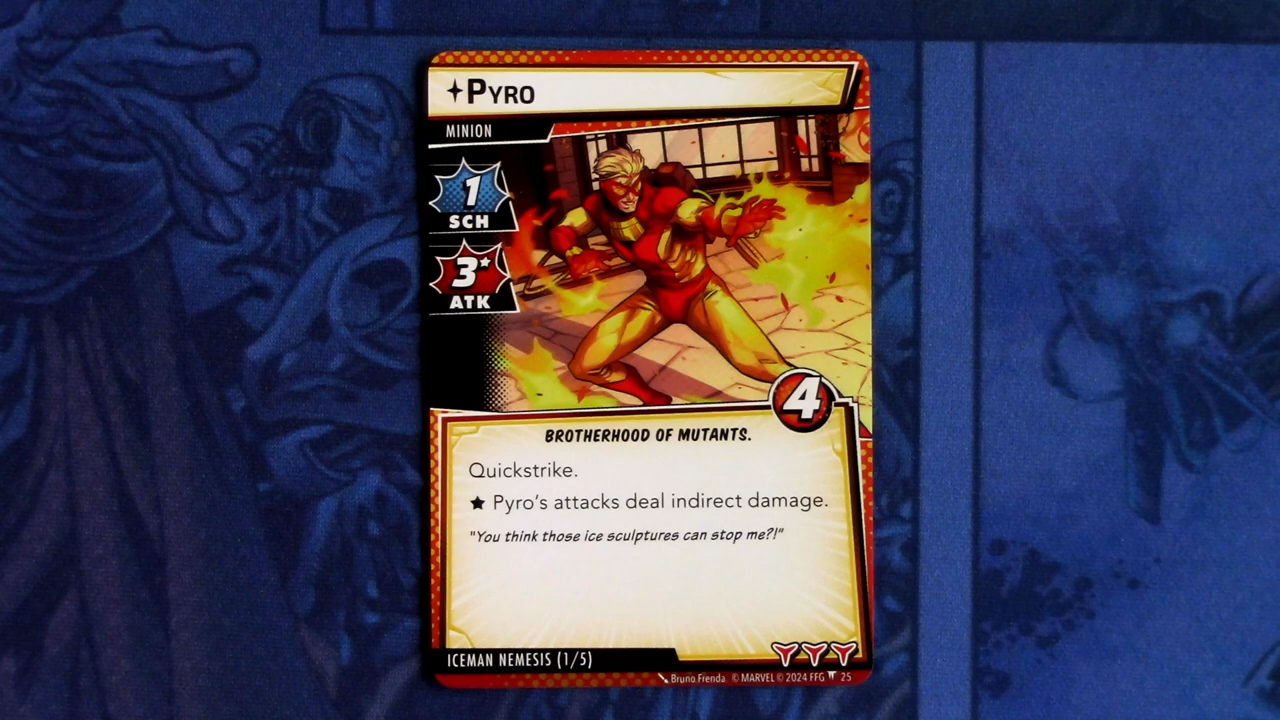 PYRO
MINION
1
SCH
3
ATK
4
BROTHERHOOD OF MUTANTS.
Quickstrike.
★ Pyro's attacks deal indirect damage.
"You think those ice sculptures can stop me?!"
ICEMAN NEMESIS (1/5)
Bruno Frenda © MARVEL © 2024 FFG 25